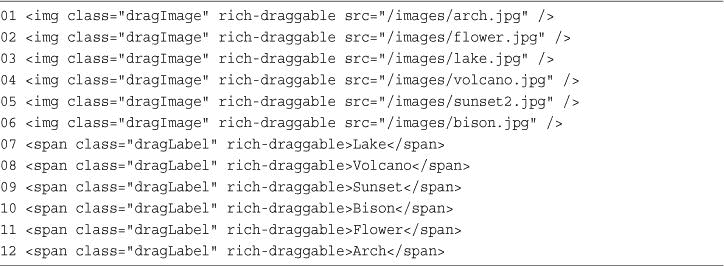 01 <img class="dragImage" rich-draggable src="/images/arch.jpg" />
02 <img class="dragImage" rich-draggable src="/images/flower.jpg" />
03 <img class="dragImage" rich-draggable src="/images/lake.jpg" />
04 <img class="dragImage" rich-draggable src="/images/volcano.jpg" />
05 <img class="dragImage" rich-draggable src="/images/sunset2.jpg" />
06 <img class="dragImage" rich-draggable src="/images/bison.jpg" />
07 <span class="dragLabel" rich-draggable>Lake</span>
08 <span class="dragLabel" rich-draggable>Volcano</span>
09 <span class="dragLabel" rich-draggable>Sunset</span>
10 <span class="dragLabel" rich-draggable>Bison</span>
11 <span class="dragLabel" rich-draggable>Flower</span>
12 <span class="dragLabel" rich-draggable>Arch</span>